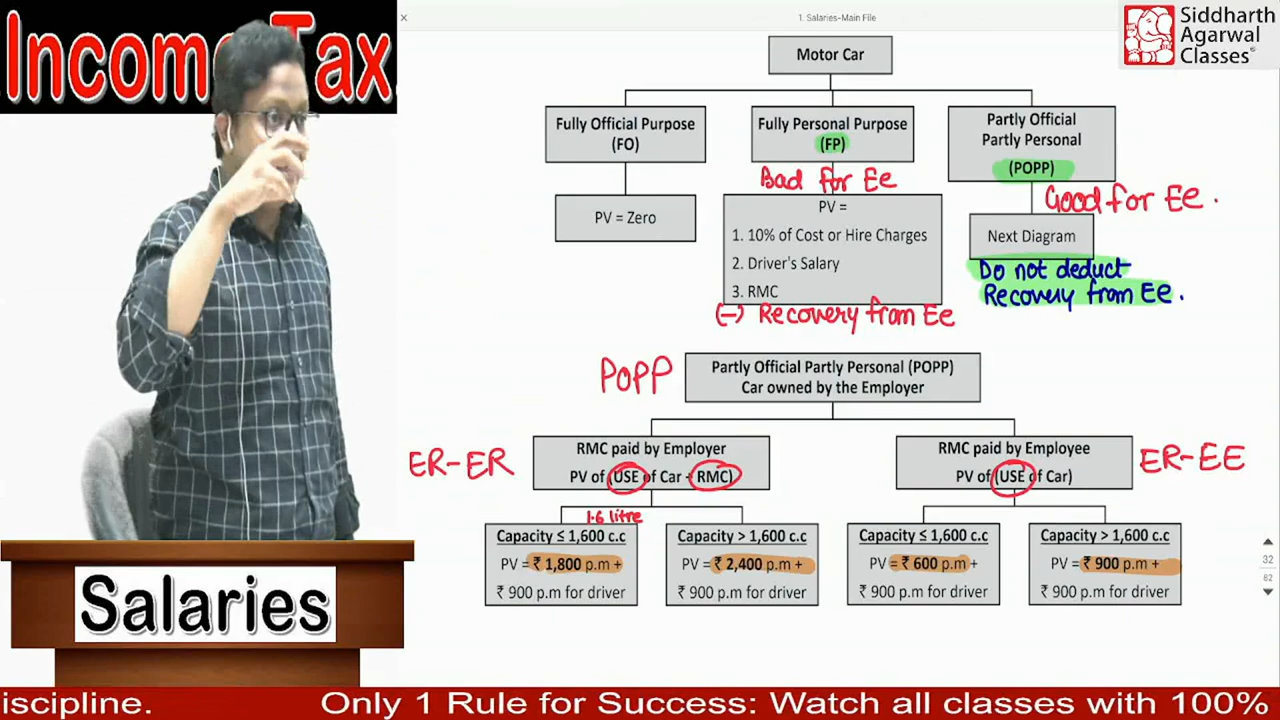 Income Tax
1. Salaries-Main File
Siddharth
Agarwal
Classes
Motor Car
Fully Official Purpose
(FO)
Fully Personal Purpose
(FP)
Partly Official
Partly Personal
(POPP)
Bad for Ee
Good for Ee.
PV = Zero
PV =
1. 10% of Cost or Hire Charges
2. Driver's Salary
3. RMC
(-) Recovery from Ee
Next Diagram
Do not deduct
Recovery from Ee.
POPP
Partly Official Partly Personal (POPP)
Car owned by the Employer
ER-ER
RMC paid by Employer
PV of (USE of Car + RMC)
RMC paid by Employee
PV of (USE of Car)
ER-EE
1.6 litre
Capacity ≤ 1,600 c.c
PV = ₹ 1,800 p.m +
₹ 900 p.m for driver
Capacity > 1,600 c.c
PV = ₹ 2,400 p.m +
₹ 900 p.m for driver
Capacity ≤ 1,600 c.c
PV = ₹ 600 p.m +
₹ 900 p.m for driver
Capacity > 1,600 c.c
PV = ₹ 900 p.m +
₹ 900 p.m for driver
32
62
Salaries
iscipline. Only 1 Rule for Success: Watch all classes with 100%